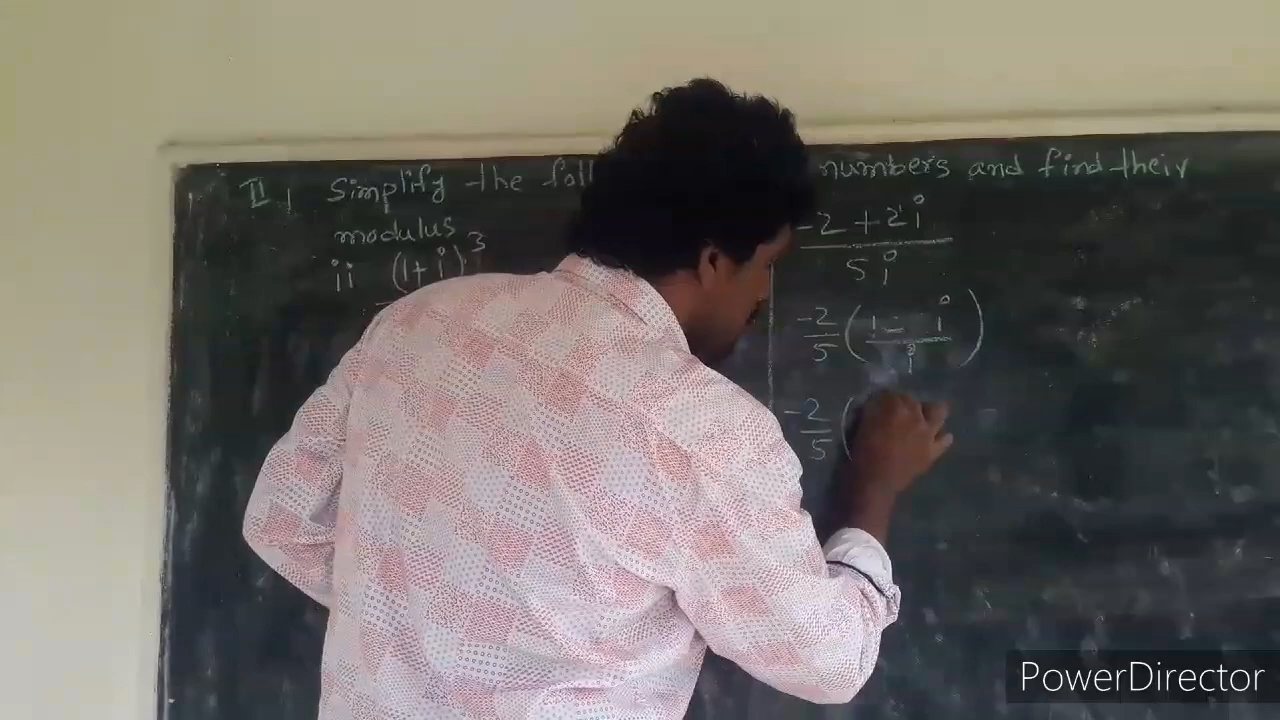 II, Simplify the foll numbers and find their
modulus
ii (1+i)^3
-2+2i
5i
-2/5 (1-i / i)
-2/5 (
PowerDirector